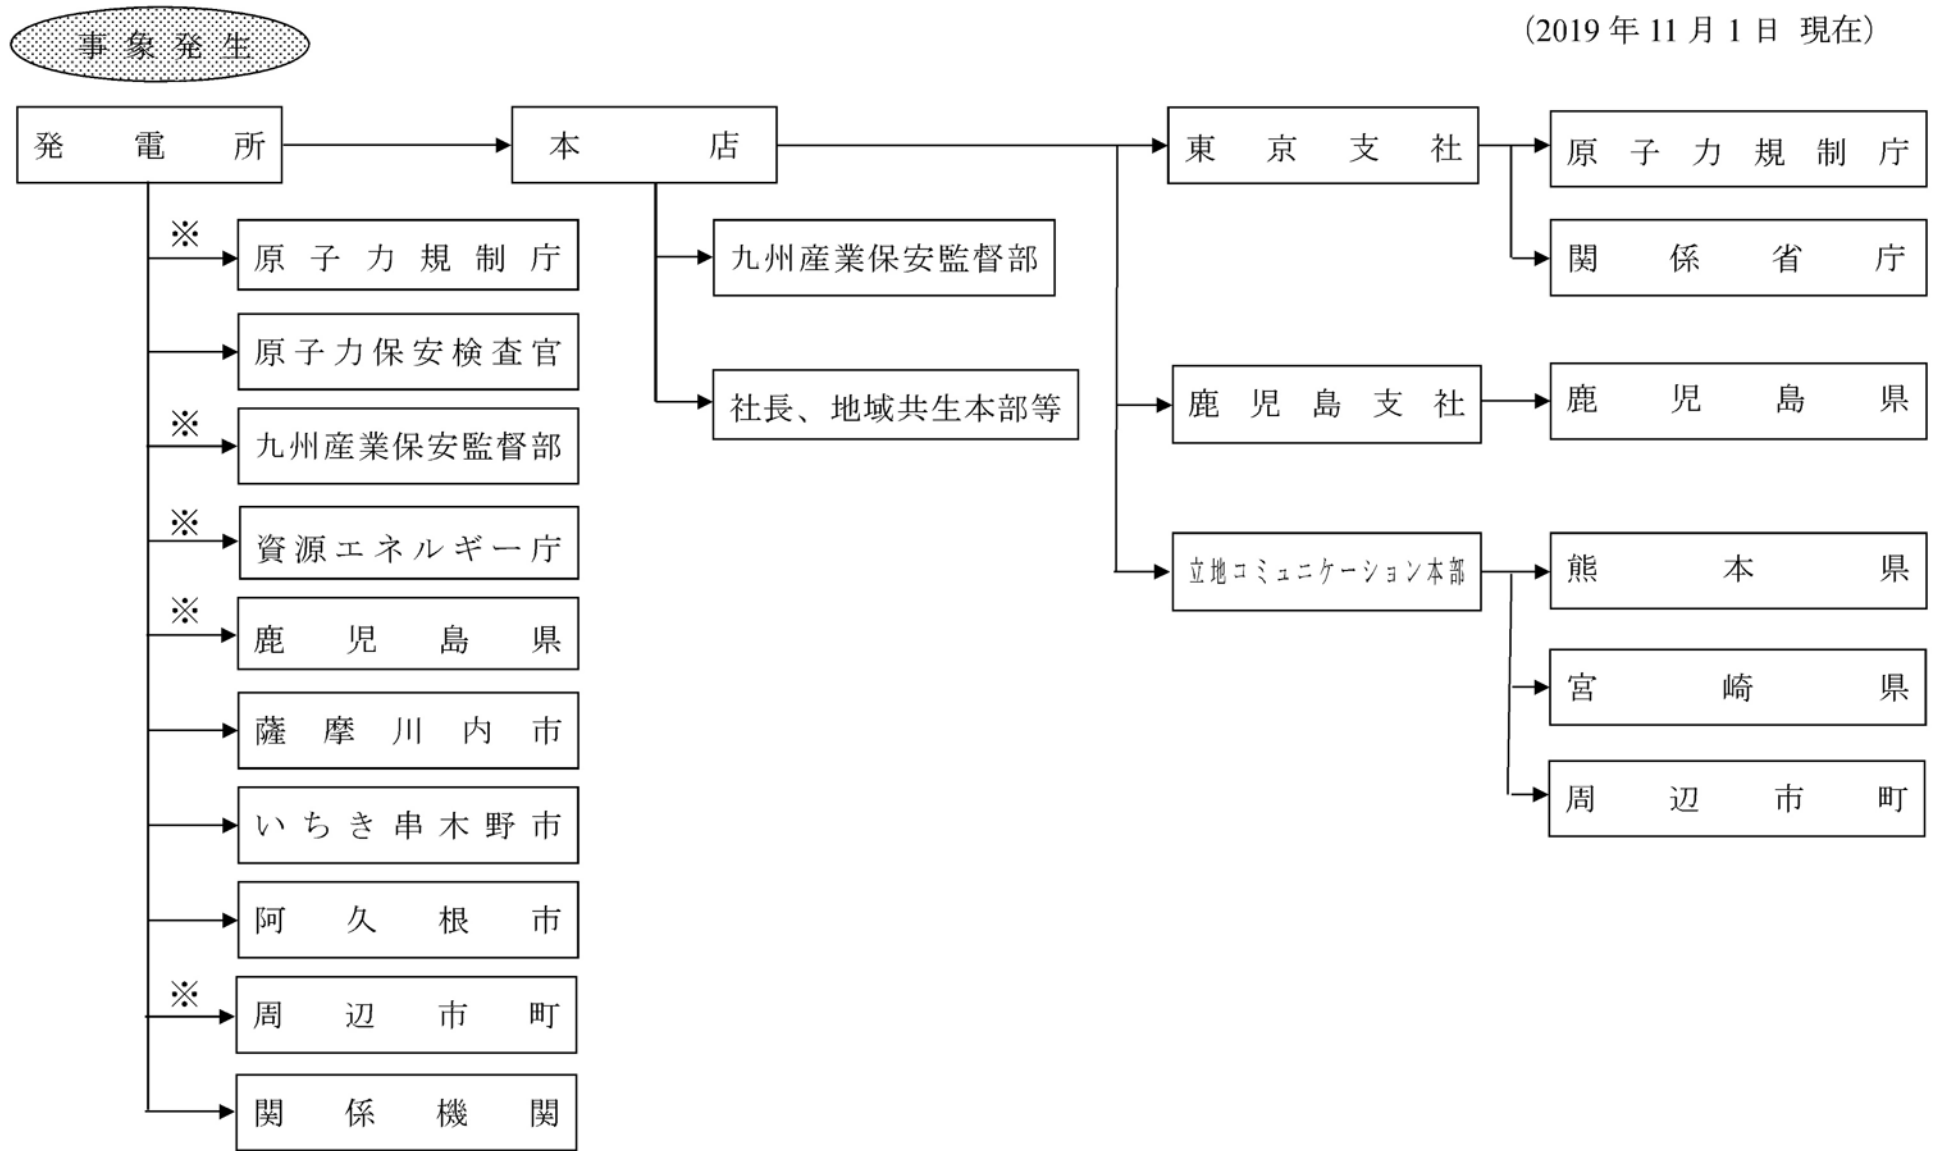 事象発生
(2019年11月1日 現在)
発電所
本店
東京支社
原子力規制庁
関係省庁
※
原子力規制庁
原子力保安検査官
※
九州産業保安監督部
※
資源エネルギー庁
※
鹿児島県
薩摩川内市
いちき串木野市
阿久根市
※
周辺市町
関係機関
九州産業保安監督部
社長、地域共生本部等
鹿児島支社
鹿児島県
立地コミュニケーション本部
熊本県
宮崎県
周辺市町